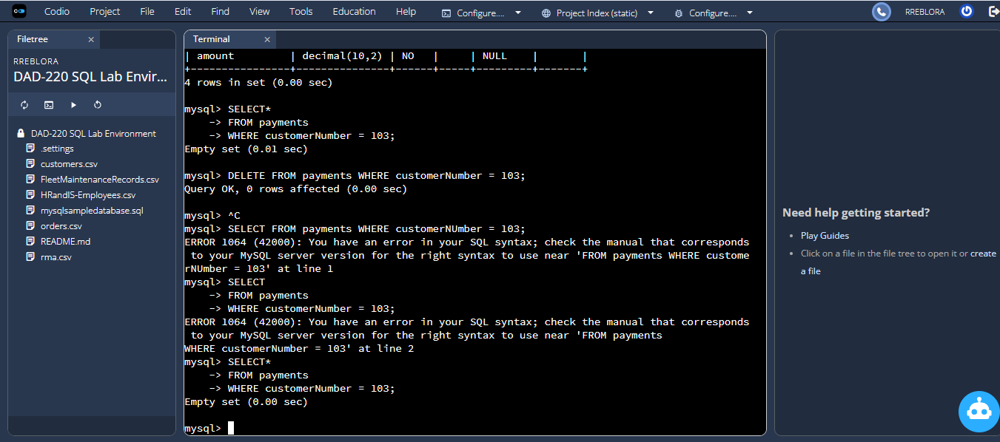 Codio Project File Edit Find View Tools Education Help Configure.... Project Index (static) Configure.... RREBLORA
Filetree ×
RREBLORA
DAD-220 SQL Lab Envir...
DAD-220 SQL Lab Environment
.settings
customers.csv
FleetMaintenanceRecords.csv
HRandIS-Employees.csv
mysqlsampledatabase.sql
orders.csv
README.md
rma.csv
Terminal ×
| amount | decimal(10,2) | NO | | NULL | |
+----------------+---------------+------+-----+---------+-------+
4 rows in set (0.00 sec)
mysql> SELECT*
-> FROM payments
-> WHERE customerNumber = 103;
Empty set (0.01 sec)
mysql> DELETE FROM payments WHERE customerNumber = 103;
Query OK, 0 rows affected (0.00 sec)
mysql> ^C
mysql> SELECT FROM payments WHERE customerNUmber = 103;
ERROR 1064 (42000): You have an error in your SQL syntax; check the manual that corresponds
to your MySQL server version for the right syntax to use near 'FROM payments WHERE custome
rNUmber = 103' at line 1
mysql> SELECT
-> FROM payments
-> WHERE customerNumber = 103;
ERROR 1064 (42000): You have an error in your SQL syntax; check the manual that corresponds
to your MySQL server version for the right syntax to use near 'FROM payments
WHERE customerNumber = 103' at line 2
mysql> SELECT*
-> FROM payments
-> WHERE customerNumber = 103;
Empty set (0.00 sec)
mysql>
Need help getting started?
• Play Guides
• Click on a file in the file tree to open it or create
a file